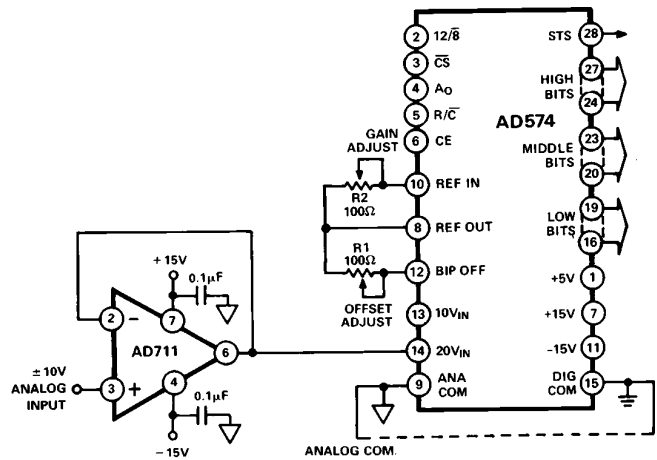 2 12/8̅ STS 28
3 C̅S̅ 27
4 A₀ HIGH BITS 24
5 R/C̅ AD574
6 CE 23
GAIN ADJUST MIDDLE BITS
R2 100Ω
10 REF IN 20
8 REF OUT 19
LOW BITS 16
R1 100Ω
12 BIP OFF +5V 1
OFFSET ADJUST
13 10V_IN +15V 7
14 20V_IN −15V 11
9 ANA COM DIG COM 15
ANALOG COM.
+15V
0.1μF
2 −
7
AD711
6
±10V ANALOG INPUT
3 +
4
0.1μF
−15V